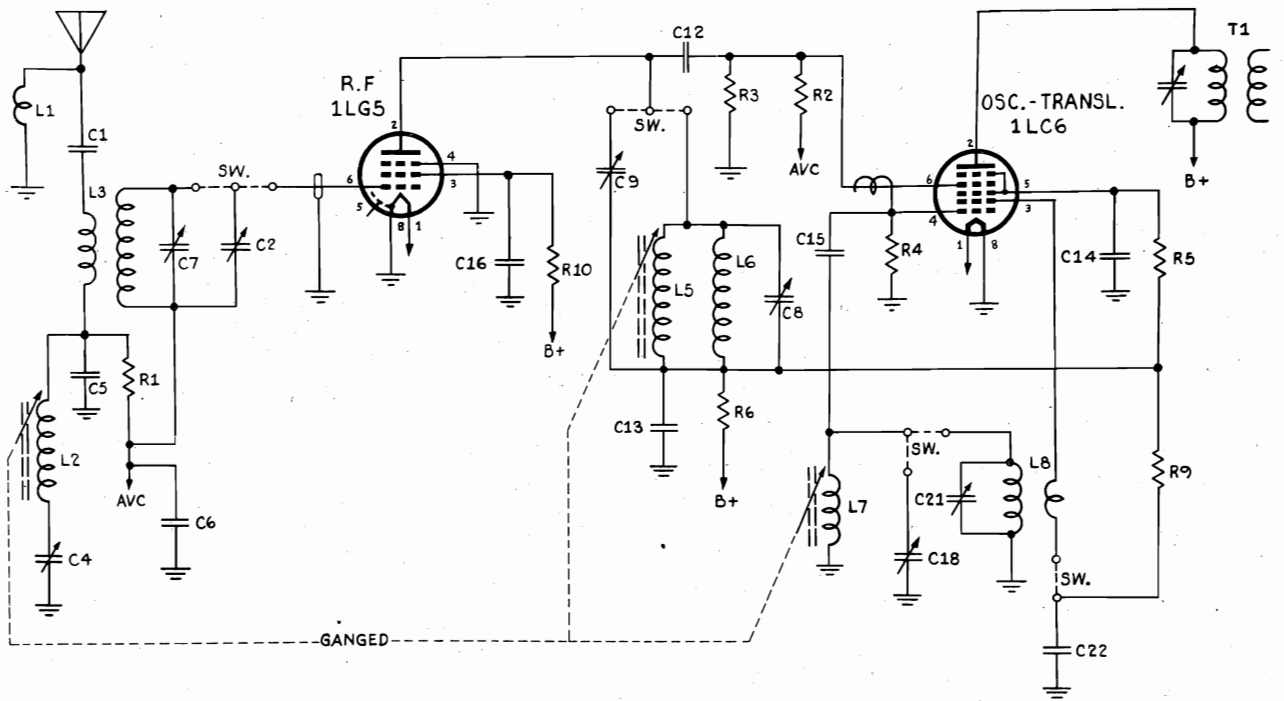 T1
C12
R.F
1LG5
L1
R3
R2
OSC.-TRANSL.
1LC6
C1
SW.
2
2
AVC
B+
L3
SW.
6
4
3
5
8
1
C9
6
4
5
3
1
8
C7
C2
C16
R10
C15
R4
C14
R5
L5
L6
C8
B+
C5
R1
C13
R6
L2
AVC
C6
B+
SW.
L8
R9
L7
C21
C4
C18
SW.
GANGED
C22